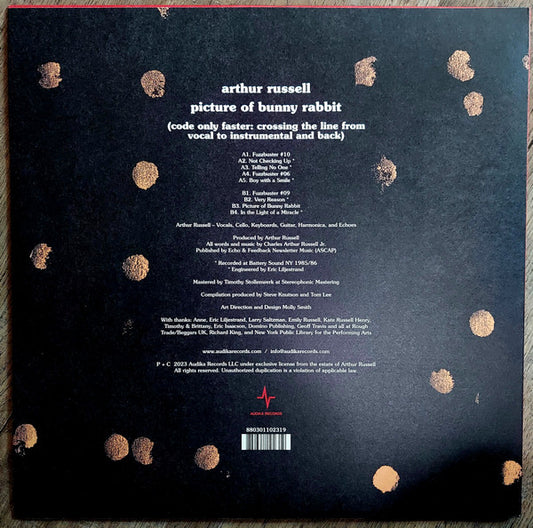 arthur russell
picture of bunny rabbit
(code only faster: crossing the line from
vocal to instrumental and back)
A1. Fuzzbuster #10
A2. Not Checking Up *
A3. Telling No One *
A4. Fuzzbuster #06
A5. Boy with a Smile *
B1. Fuzzbuster #09
B2. Very Reason *
B3. Picture of Bunny Rabbit
B4. In the Light of a Miracle *
Arthur Russell – Vocals, Cello, Keyboards, Guitar, Harmonica, and Echoes
Produced by Arthur Russell
All words and music by Charles Arthur Russell Jr.
Published by Echo & Feedback Newsletter Music (ASCAP)
* Recorded at Battery Sound NY 1985/86
* Engineered by Eric Liljestrand
Mastered by Timothy Stollenwerk at Stereophonic Mastering
Compilation produced by Steve Knutson and Tom Lee
Art Direction and Design Molly Smith
With thanks: Anne, Eric Liljestrand, Larry Saltzman, Emily Russell, Kate Russell Henry,
Timothy & Brittany, Eric Isaacson, Domino Publishing, Geoff Travis and all at Rough
Trade/Beggars UK, Richard King, and New York Public Library for the Performing Arts
www.audikarecords.com / info@audikarecords.com
P + C 2023 Audika Records LLC under exclusive license from the estate of Arthur Russell
All rights reserved. Unauthorized duplication is a violation of applicable law.
AUDIKA RECORDS
880301102319